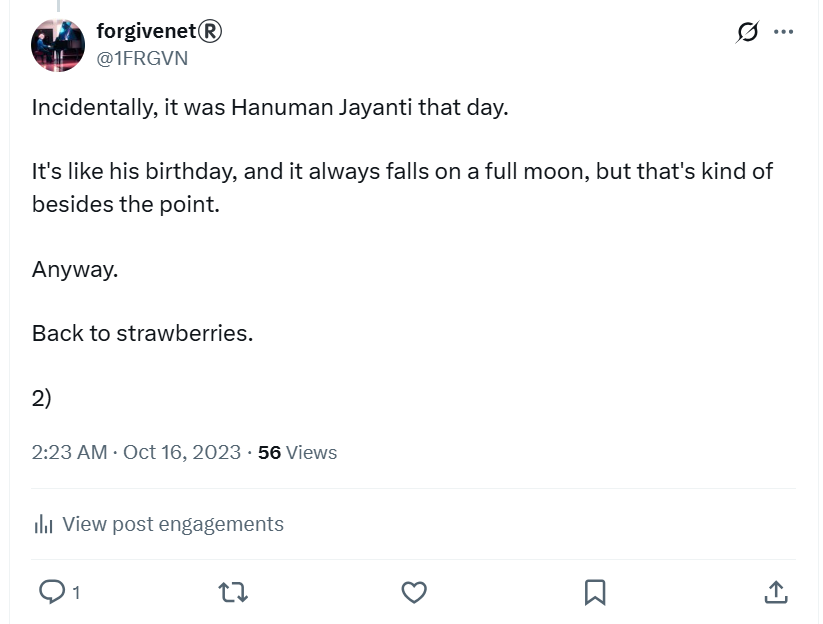 forgivenet®
@1FRGVN
Incidentally, it was Hanuman Jayanti that day.
It's like his birthday, and it always falls on a full moon, but that's kind of
besides the point.
Anyway.
Back to strawberries.
2)
2:23 AM · Oct 16, 2023 · 56 Views
View post engagements
1